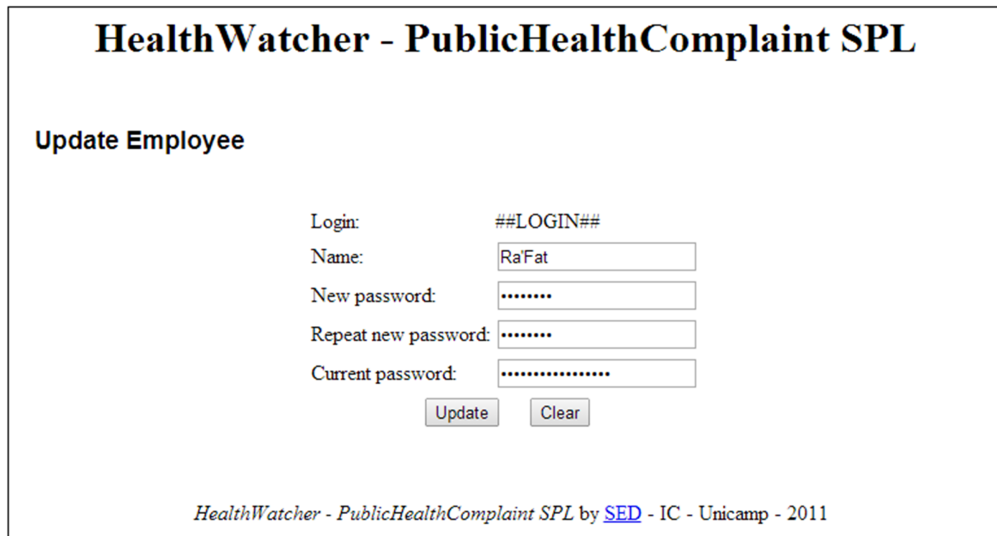 HealthWatcher - PublicHealthComplaint SPL
Update Employee
Login: ##LOGIN##
Name: Ra'Fat
New password: ••••••••
Repeat new password: ••••••••
Current password: •••••••••••••••••
Update Clear
HealthWatcher - PublicHealthComplaint SPL by SED - IC - Unicamp - 2011